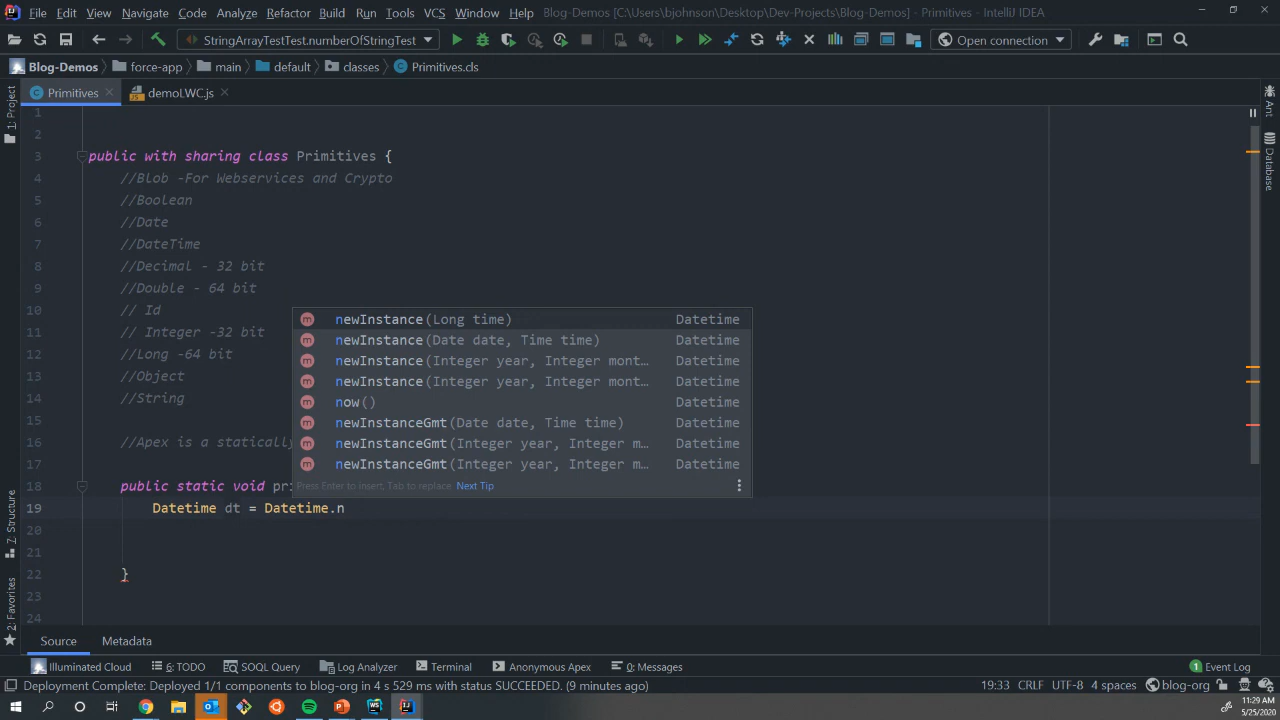 File Edit View Navigate Code Analyze Refactor Build Run Tools VCS Window Help Blog-Demos [C:\Users\bjohnson\Desktop\Dev-Projects\Blog-Demos] - Primitives - IntelliJ IDEA
StringArrayTestTest.numberOfStringTest Open connection
Blog-Demos force-app main default classes Primitives.cls
Primitives demoLWC.js
1: Project
Ant
Database
1
2
3 public with sharing class Primitives {
4 //Blob -For Webservices and Crypto
5 //Boolean
6 //Date
7 //DateTime
8 //Decimal - 32 bit
9 //Double - 64 bit
10 // Id
11 // Integer -32 bit
12 //Long -64 bit
13 //Object
14 //String
15
16 //Apex is a statically
17
18 public static void pri
19 Datetime dt = Datetime.n
20
21
22 }
23
24
newInstance(Long time) Datetime
newInstance(Date date, Time time) Datetime
newInstance(Integer year, Integer mont… Datetime
newInstance(Integer year, Integer mont… Datetime
now() Datetime
newInstanceGmt(Date date, Time time) Datetime
newInstanceGmt(Integer year, Integer m… Datetime
newInstanceGmt(Integer year, Integer m… Datetime
Press Enter to insert, Tab to replace Next Tip
Z: Structure
2: Favorites
Source Metadata
Illuminated Cloud 6: TODO SOQL Query Log Analyzer Terminal Anonymous Apex 0: Messages 1 Event Log
Deployment Complete: Deployed 1/1 components to blog-org in 4 s 529 ms with status SUCCEEDED. (9 minutes ago) 19:33 CRLF UTF-8 4 spaces blog-org
11:29 AM
5/25/2020